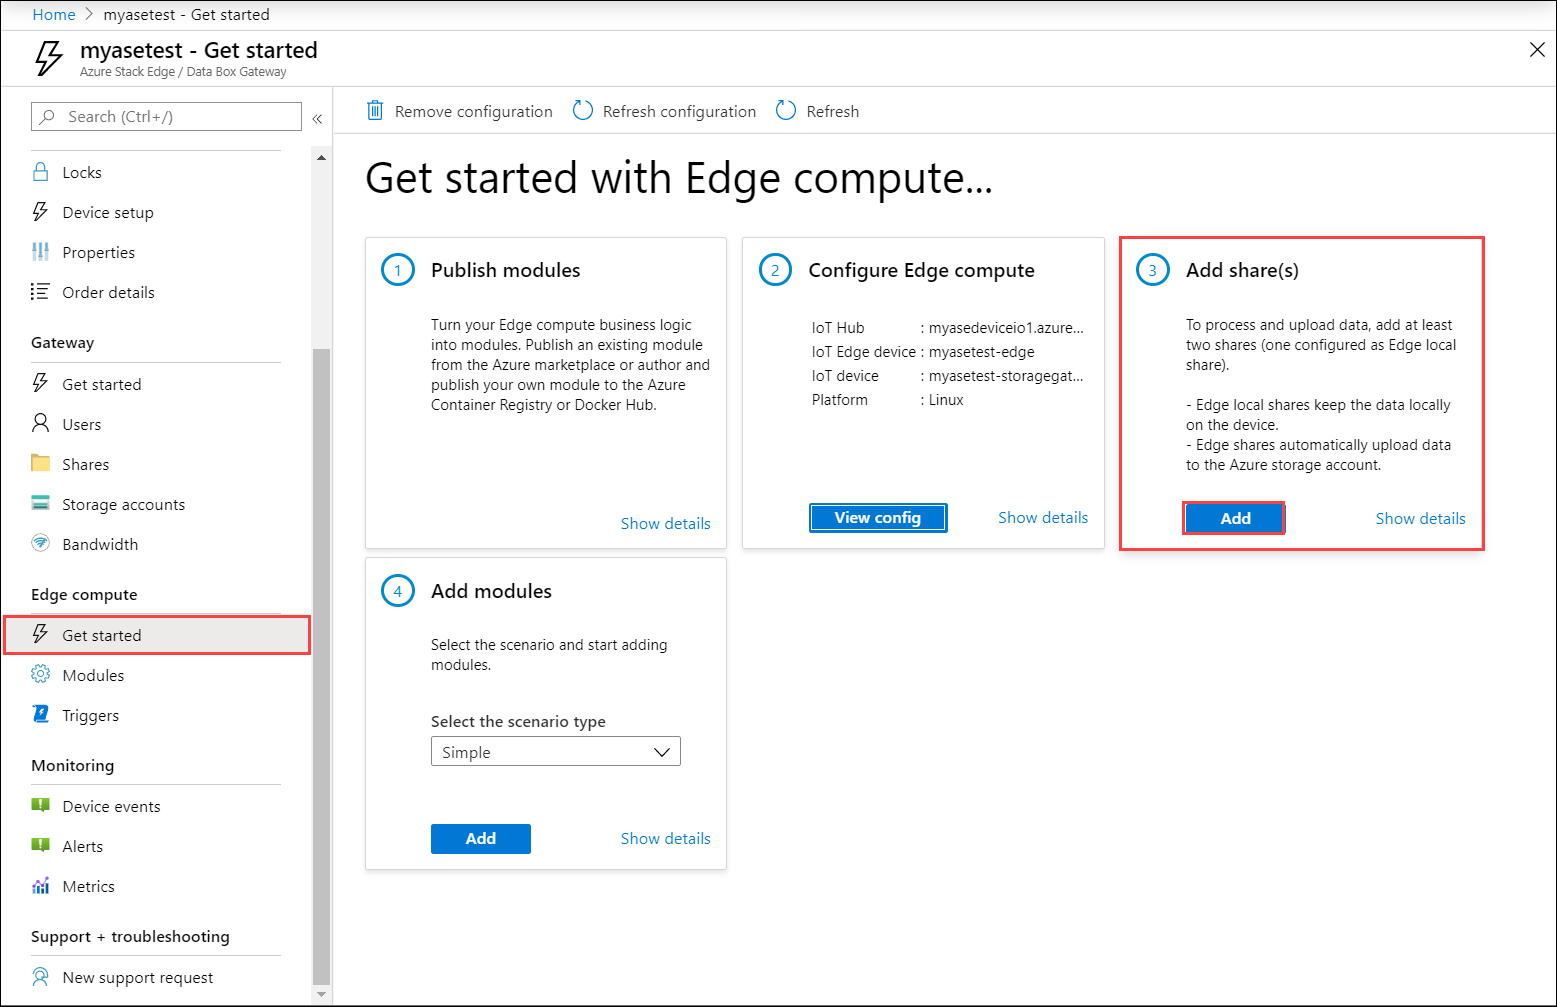 Home > myasetest - Get started
myasetest - Get started
Azure Stack Edge / Data Box Gateway
Search (Ctrl+/)
«
Locks
Device setup
Properties
Order details
Gateway
Get started
Users
Shares
Storage accounts
Bandwidth
Edge compute
Get started
Modules
Triggers
Monitoring
Device events
Alerts
Metrics
Support + troubleshooting
New support request
Remove configuration
Refresh configuration
Refresh
Get started with Edge compute...
1 Publish modules
Turn your Edge compute business logic
into modules. Publish an existing module
from the Azure marketplace or author and
publish your own module to the Azure
Container Registry or Docker Hub.
Show details
2 Configure Edge compute
IoT Hub : myasedeviceio1.azure...
IoT Edge device : myasetest-edge
IoT device : myasetest-storagegat...
Platform : Linux
View config
Show details
3 Add share(s)
To process and upload data, add at least
two shares (one configured as Edge local
share).
- Edge local shares keep the data locally
on the device.
- Edge shares automatically upload data
to the Azure storage account.
Add
Show details
4 Add modules
Select the scenario and start adding
modules.
Select the scenario type
Simple
Add
Show details